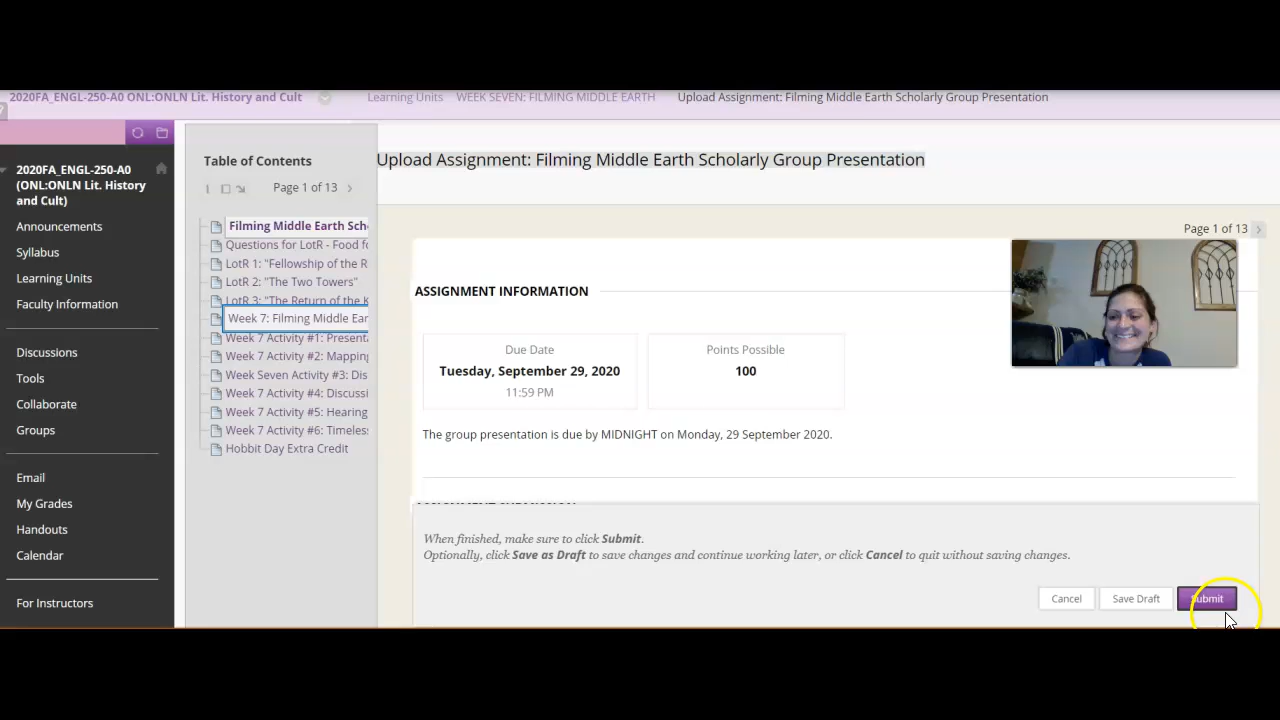 2020FA_ENGL-250-A0 ONL:ONLN Lit. History and Cult
Learning Units
WEEK SEVEN: FILMING MIDDLE EARTH
Upload Assignment: Filming Middle Earth Scholarly Group Presentation
2020FA_ENGL-250-A0
(ONL:ONLN Lit. History
and Cult)
Announcements
Syllabus
Learning Units
Faculty Information
Discussions
Tools
Collaborate
Groups
Email
My Grades
Handouts
Calendar
For Instructors
Table of Contents
Page 1 of 13
Filming Middle Earth Sch
Questions for LotR - Food fo
LotR 1: "Fellowship of the R
LotR 2: "The Two Towers"
LotR 3: "The Return of the K
Week 7: Filming Middle Ear
Week 7 Activity #1: Present
Week 7 Activity #2: Mapping
Week Seven Activity #3: Dis
Week 7 Activity #4: Discussi
Week 7 Activity #5: Hearing
Week 7 Activity #6: Timeles
Hobbit Day Extra Credit
Upload Assignment: Filming Middle Earth Scholarly Group Presentation
Page 1 of 13
ASSIGNMENT INFORMATION
Due Date
Tuesday, September 29, 2020
11:59 PM
Points Possible
100
The group presentation is due by MIDNIGHT on Monday, 29 September 2020.
When finished, make sure to click Submit.
Optionally, click Save as Draft to save changes and continue working later, or click Cancel to quit without saving changes.
Cancel
Save Draft
Submit